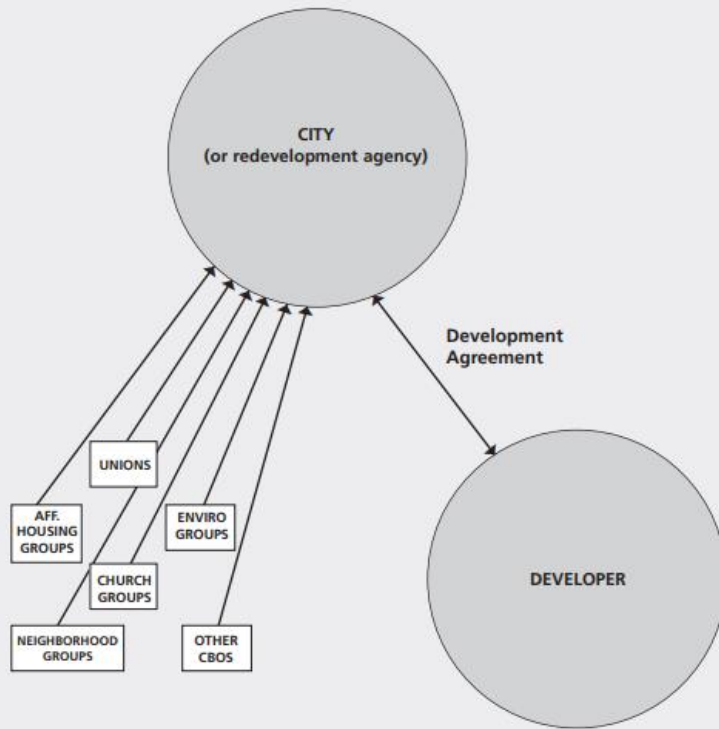 CITY
(or redevelopment agency)
Development
Agreement
UNIONS
AFF.
HOUSING
GROUPS
ENVIRO
GROUPS
CHURCH
GROUPS
DEVELOPER
NEIGHBORHOOD
GROUPS
OTHER
CBOS